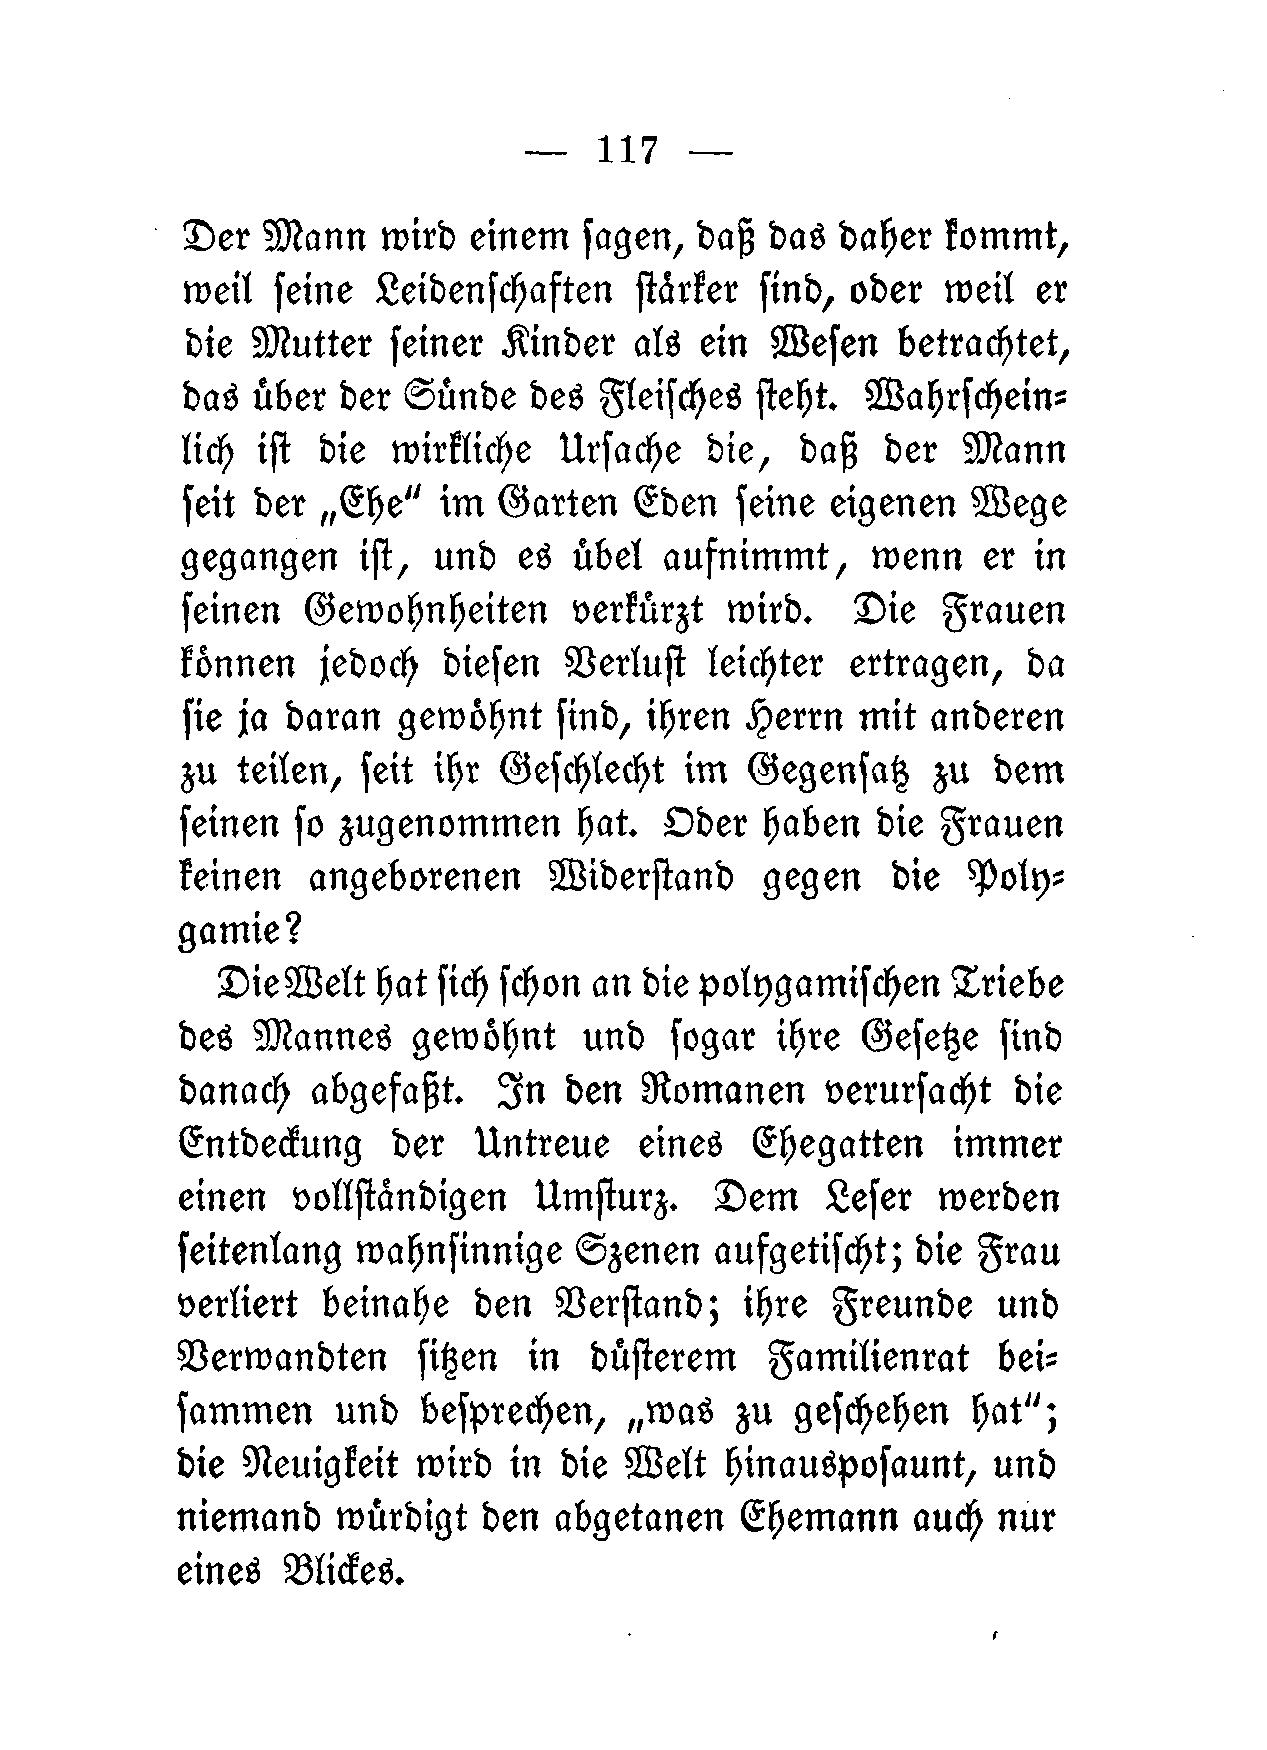 — 117 —
Der Mann wird einem ſagen, daß das daher kommt,
weil ſeine Leidenſchaften ſtärker ſind, oder weil er
die Mutter ſeiner Kinder als ein Weſen betrachtet,
das über der Sünde des Fleiſches ſteht. Wahrſchein⸗
lich iſt die wirkliche Urſache die, daß der Mann
ſeit der „Ehe“ im Garten Eden ſeine eigenen Wege
gegangen iſt, und es übel aufnimmt, wenn er in
ſeinen Gewohnheiten verkürzt wird. Die Frauen
können jedoch dieſen Verluſt leichter ertragen, da
ſie ja daran gewöhnt ſind, ihren Herrn mit anderen
zu teilen, ſeit ihr Geſchlecht im Gegenſatz zu dem
ſeinen ſo zugenommen hat. Oder haben die Frauen
keinen angeborenen Widerſtand gegen die Poly⸗
gamie?
Die Welt hat ſich ſchon an die polygamiſchen Triebe
des Mannes gewöhnt und ſogar ihre Geſetze ſind
danach abgefaßt. In den Romanen verurſacht die
Entdeckung der Untreue eines Ehegatten immer
einen vollſtändigen Umſturz. Dem Leſer werden
ſeitenlang wahnſinnige Szenen aufgetiſcht; die Frau
verliert beinahe den Verſtand; ihre Freunde und
Verwandten ſitzen in düſterem Familienrat bei⸗
ſammen und beſprechen, „was zu geſchehen hat“;
die Neuigkeit wird in die Welt hinauspoſaunt, und
niemand würdigt den abgetanen Ehemann auch nur
eines Blickes.